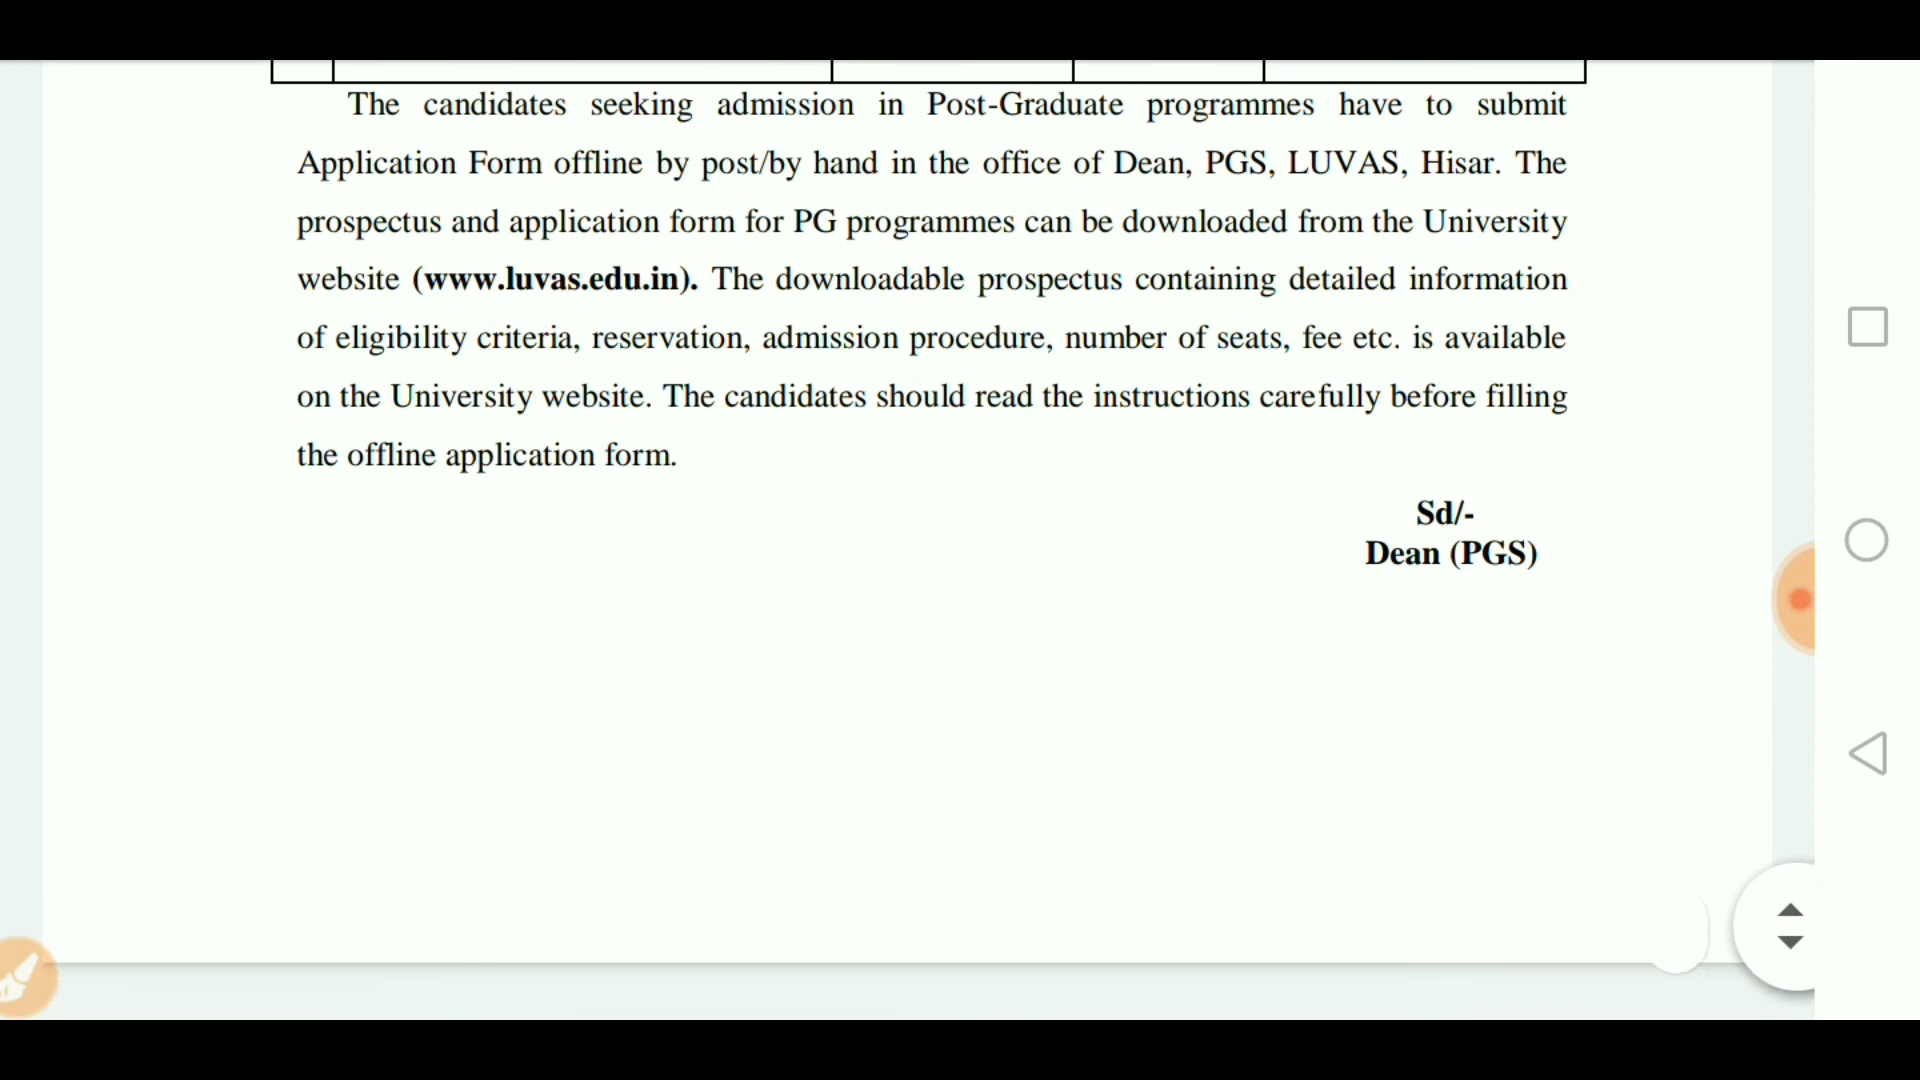 The candidates seeking admission in Post-Graduate programmes have to submit
Application Form offline by post/by hand in the office of Dean, PGS, LUVAS, Hisar. The
prospectus and application form for PG programmes can be downloaded from the University
website (www.luvas.edu.in). The downloadable prospectus containing detailed information
of eligibility criteria, reservation, admission procedure, number of seats, fee etc. is available
on the University website. The candidates should read the instructions carefully before filling
the offline application form.
Sd/-
Dean (PGS)